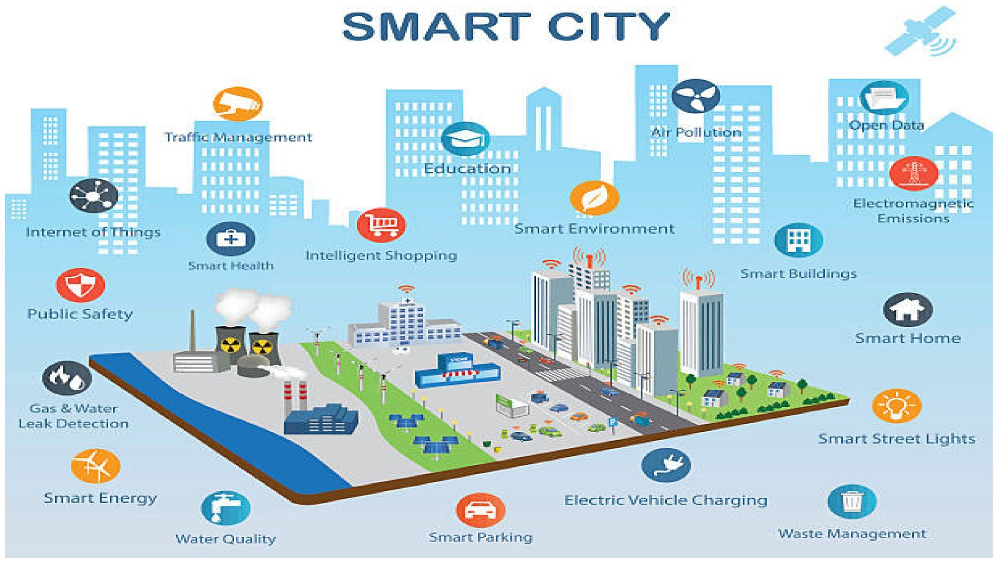 SMART CITY
Traffic Management
Education
Air Pollution
Open Data
Internet of Things
Smart Health
Intelligent Shopping
Smart Environment
Electromagnetic
Emissions
Smart Buildings
Public Safety
Smart Home
STORE
Gas & Water
Leak Detection
P
Smart Street Lights
Smart Energy
Water Quality
Smart Parking
Electric Vehicle Charging
Waste Management